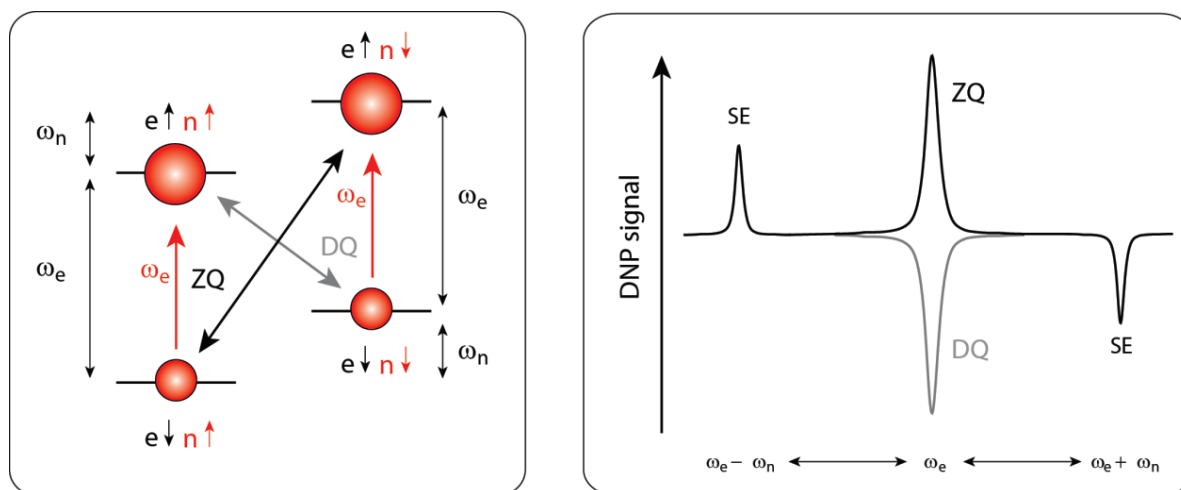 e↑ n↓
e↑ n↑
ωn
ωe
ωe
ZQ
DQ
ωe
ωe
ωn
e↓ n↓
e↓ n↑
DNP signal
SE
ZQ
DQ
SE
ωe − ωn
ωe
ωe + ωn